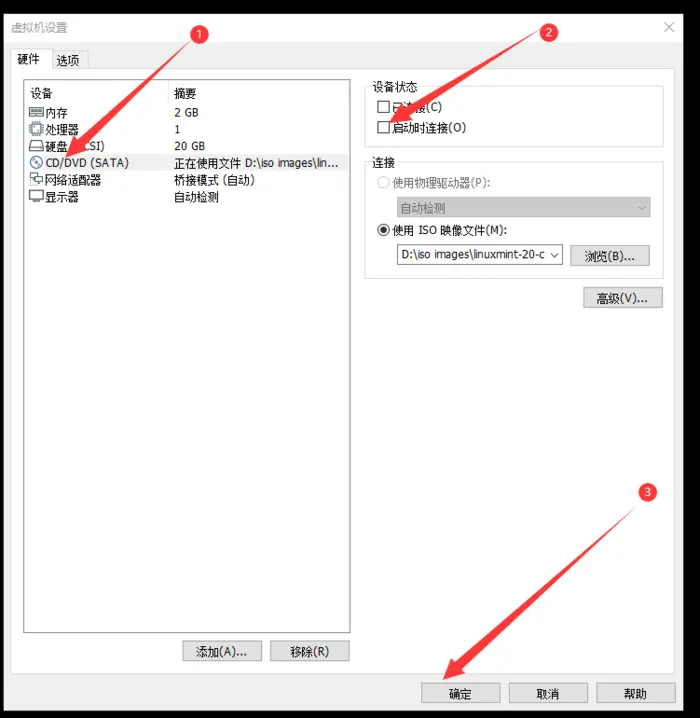 虚拟机设置
1
2
硬件
选项
设备
摘要
内存
2 GB
处理器
1
硬盘
CSI)
20 GB
CD/DVD (SATA)
正在使用文件 D:\iso images\lin...
网络适配器
桥接模式 (自动)
显示器
自动检测
设备状态
已连接(C)
启动时连接(O)
连接
使用物理驱动器(P):
自动检测
使用 ISO 映像文件(M):
D:\iso images\linuxmint-20-c
浏览(B)...
高级(V)...
3
添加(A)...
移除(R)
确定
取消
帮助